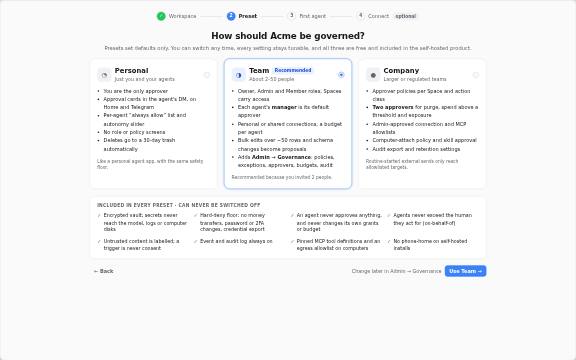 Workspace
2 Preset
3 First agent
4 Connect optional
How should Acme be governed?
Presets set defaults only. You can switch any time, every setting stays tunable, and all three are free and included in the self-hosted product.
Personal
Just you and your agents
• You are the only approver
• Approval cards in the agent's DM, on
Home and Telegram
• Per-agent "always allow" list and
autonomy slider
• No role or policy screens
• Deletes go to a 30-day trash
automatically
Like a personal agent app, with the same safety
floor.
Team Recommended
About 2–50 people
• Owner, Admin and Member roles; Spaces
carry access
• Each agent's manager is its default
approver
• Personal or shared connections, a budget
per agent
• Bulk edits over ~50 rows and schema
changes become proposals
• Adds Admin → Governance: policies,
exceptions, approvers, budgets, audit
Recommended because you invited 2 people.
Company
Larger or regulated teams
• Approver policies per Space and action
class
• Two approvers for purge, spend above a
threshold and exposure
• Admin-approved connection and MCP
allowlists
• Computer-attach policy and skill approval
• Audit export and retention settings
Routine-started external sends only reach
allowlisted targets.
INCLUDED IN EVERY PRESET · CAN NEVER BE SWITCHED OFF
✓ Encrypted vault: secrets never
reach the model, logs or computer
disks
✓ Hard-deny floor: no money
transfers, password or 2FA
changes, credential export
✓ An agent never approves anything,
and never changes its own grants
or budget
✓ Agents never exceed the human
they act for (on-behalf-of)
✓ Untrusted content is labelled; a
trigger is never consent
✓ Event and audit log always on
✓ Pinned MCP tool definitions and an
egress allowlist on computers
✓ No phone-home on self-hosted
installs
← Back
Change later in Admin → Governance
Use Team →